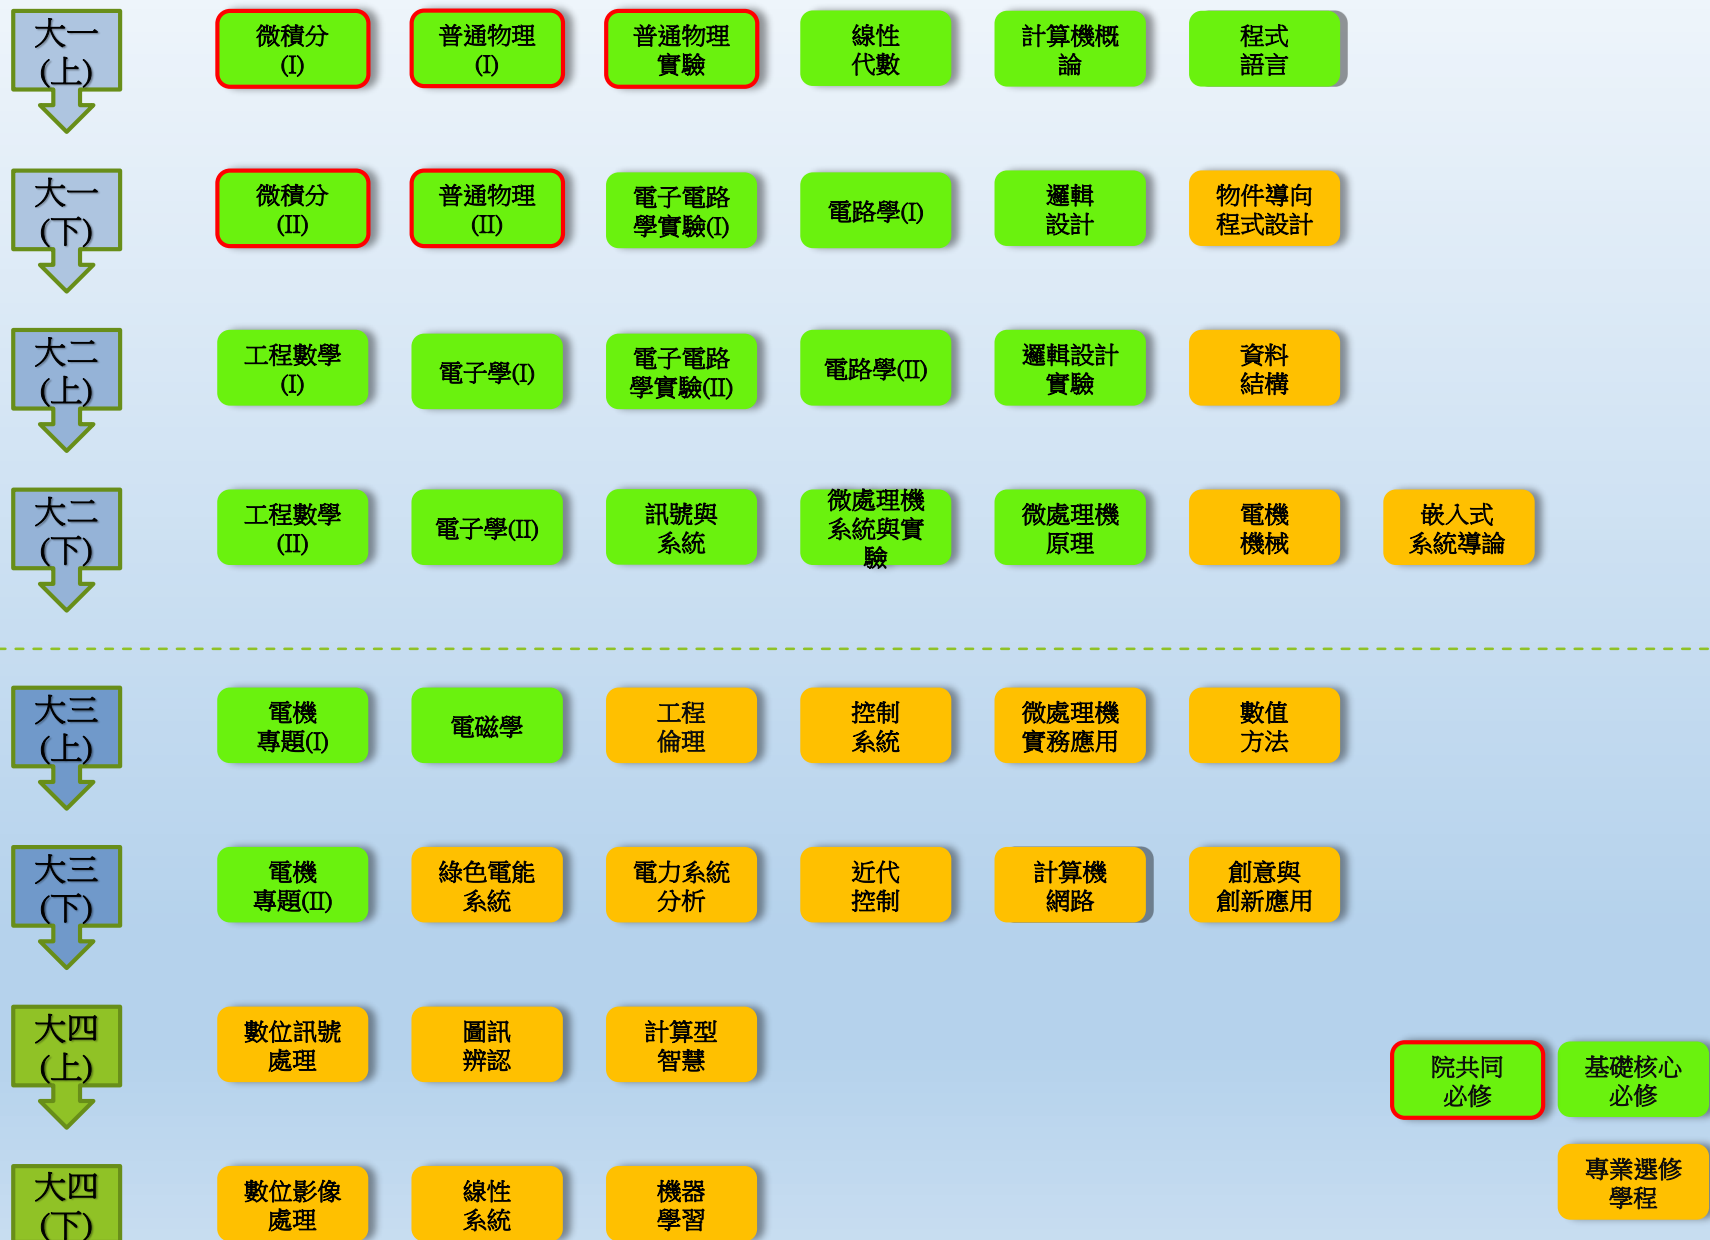 大一
(上)
微積分
(I)
普通物理
(I)
普通物理
實驗
線性
代數
計算機概
論
程式
語言
大一
(下)
微積分
(II)
普通物理
(II)
電子電路
學實驗(I)
電路學(I)
邏輯
設計
物件導向
程式設計
大二
(上)
工程數學
(I)
電子學(I)
電子電路
學實驗(II)
電路學(II)
邏輯設計
實驗
資料
結構
大二
(下)
工程數學
(II)
電子學(II)
訊號與
系統
微處理機
系統與實
驗
微處理機
原理
電機
機械
嵌入式
系統導論
大三
(上)
電機
專題(I)
電磁學
工程
倫理
控制
系統
微處理機
實務應用
數值
方法
大三
(下)
電機
專題(II)
綠色電能
系統
電力系統
分析
近代
控制
計算機
網路
創意與
創新應用
大四
(上)
數位訊號
處理
圖訊
辨認
計算型
智慧
院共同
必修
基礎核心
必修
專業選修
學程
大四
(下)
數位影像
處理
線性
系統
機器
學習